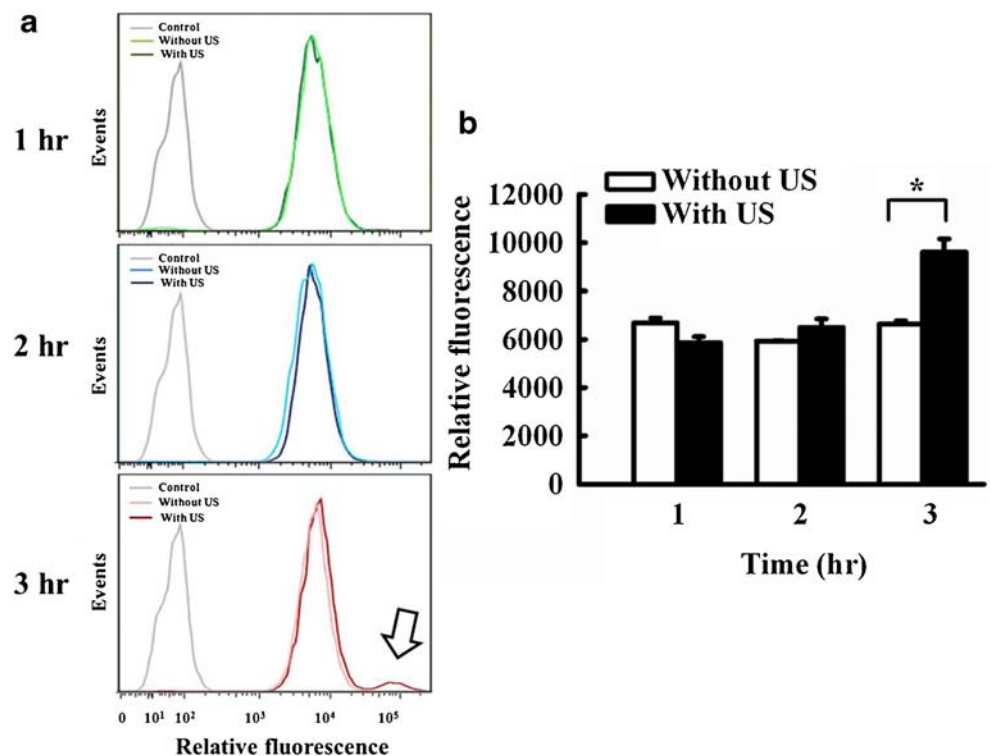 a
Control
Without US
With US
1 hr
Events
Control
Without US
With US
2 hr
Events
Control
Without US
With US
3 hr
Events
0 10¹ 10² 10³ 10⁴ 10⁵
Relative fluorescence
b
Without US
With US
*
12000
10000
8000
6000
4000
2000
0
Relative fluorescence
1 2 3
Time (hr)